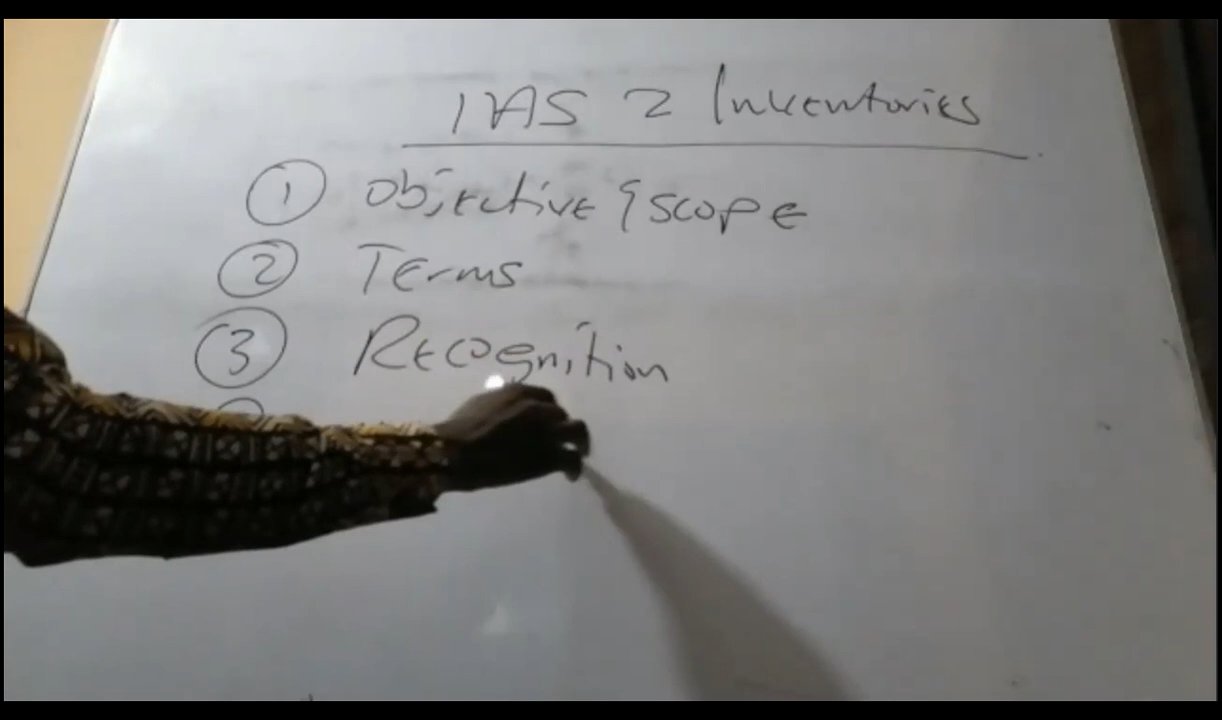 IAS 2 Inventories
① Objective & scope
② Terms
③ Recognition